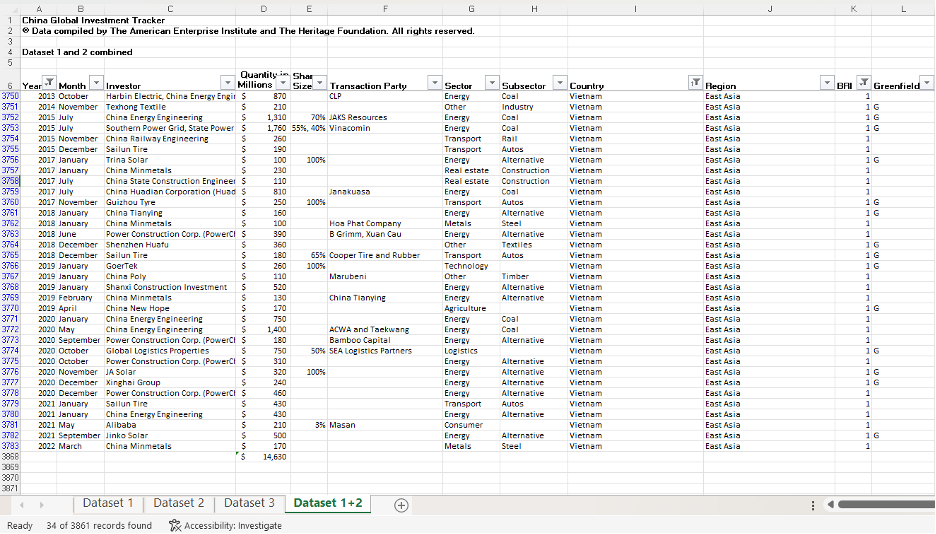 A B C D E F G H I J K L
1 China Global Investment Tracker
2 © Data compiled by The American Enterprise Institute and The Heritage Foundation. All rights reserved.
3
4 Dataset 1 and 2 combined
5
6 Year Month Investor Quantity in Millions Share Size Transaction Party Sector Subsector Country Region BRI Greenfield
3750 2013 October Harbin Electric, China Energy Engin $ 870 CLP Energy Coal Vietnam East Asia 1
3751 2014 November Texhong Textile $ 210 Other Industry Vietnam East Asia 1 G
3752 2015 July China Energy Engineering $ 1,310 70% JAKS Resources Energy Coal Vietnam East Asia 1 G
3753 2015 July Southern Power Grid, State Power $ 1,760 55%, 40% Vinacomin Energy Coal Vietnam East Asia 1 G
3754 2015 November China Railway Engineering $ 260 Transport Rail Vietnam East Asia 1
3755 2015 December Sailun Tire $ 190 Transport Autos Vietnam East Asia 1
3756 2017 January Trina Solar $ 100 100% Energy Alternative Vietnam East Asia 1 G
3757 2017 January China Minmetals $ 230 Real estate Construction Vietnam East Asia 1
3758 2017 July China State Construction Engineer $ 110 Real estate Construction Vietnam East Asia 1
3759 2017 July China Huadian Corporation (Huad $ 810 Janakuasa Energy Coal Vietnam East Asia 1
3760 2017 November Guizhou Tyre $ 250 100% Transport Autos Vietnam East Asia 1 G
3761 2018 January China Tianying $ 160 Energy Alternative Vietnam East Asia 1 G
3762 2018 January China Minmetals $ 100 Hoa Phat Company Metals Steel Vietnam East Asia 1
3763 2018 June Power Construction Corp. (PowerC $ 390 B Grimm, Xuan Cau Energy Alternative Vietnam East Asia 1
3764 2018 December Shenzhen Huafu $ 360 Other Textiles Vietnam East Asia 1 G
3765 2018 December Sailun Tire $ 180 65% Cooper Tire and Rubber Transport Autos Vietnam East Asia 1 G
3766 2019 January GoerTek $ 260 100% Technology Vietnam East Asia 1 G
3767 2019 January China Poly $ 110 Marubeni Other Timber Vietnam East Asia 1
3768 2019 January Shanxi Construction Investment $ 520 Energy Alternative Vietnam East Asia 1
3769 2019 February China Minmetals $ 130 China Tianying Energy Alternative Vietnam East Asia 1
3770 2019 April China New Hope $ 170 Agriculture Vietnam East Asia 1 G
3771 2020 January China Energy Engineering $ 750 Energy Coal Vietnam East Asia 1
3772 2020 May China Energy Engineering $ 1,400 ACWA and Taekwang Energy Coal Vietnam East Asia 1
3773 2020 September Power Construction Corp. (PowerC $ 180 Bamboo Capital Energy Alternative Vietnam East Asia 1
3774 2020 October Global Logistics Properties $ 750 50% SEA Logistics Partners Logistics Vietnam East Asia 1 G
3775 2020 October Power Construction Corp. (PowerC $ 310 Energy Alternative Vietnam East Asia 1
3776 2020 November JA Solar $ 320 100% Energy Alternative Vietnam East Asia 1 G
3777 2020 December Xinghai Group $ 240 Energy Alternative Vietnam East Asia 1 G
3778 2020 December Power Construction Corp. (PowerC $ 460 Energy Alternative Vietnam East Asia 1
3779 2021 January Sailun Tire $ 430 Transport Autos Vietnam East Asia 1
3780 2021 January China Energy Engineering $ 430 Energy Alternative Vietnam East Asia 1
3781 2021 May Alibaba $ 210 3% Masan Consumer Vietnam East Asia 1
3782 2021 September Jinko Solar $ 500 Energy Alternative Vietnam East Asia 1 G
3783 2022 March China Minmetals $ 170 Metals Steel Vietnam East Asia 1
3868 $ 14,630
3869
3870
3871
Dataset 1 Dataset 2 Dataset 3 Dataset 1+2
Ready 34 of 3861 records found Accessibility: Investigate